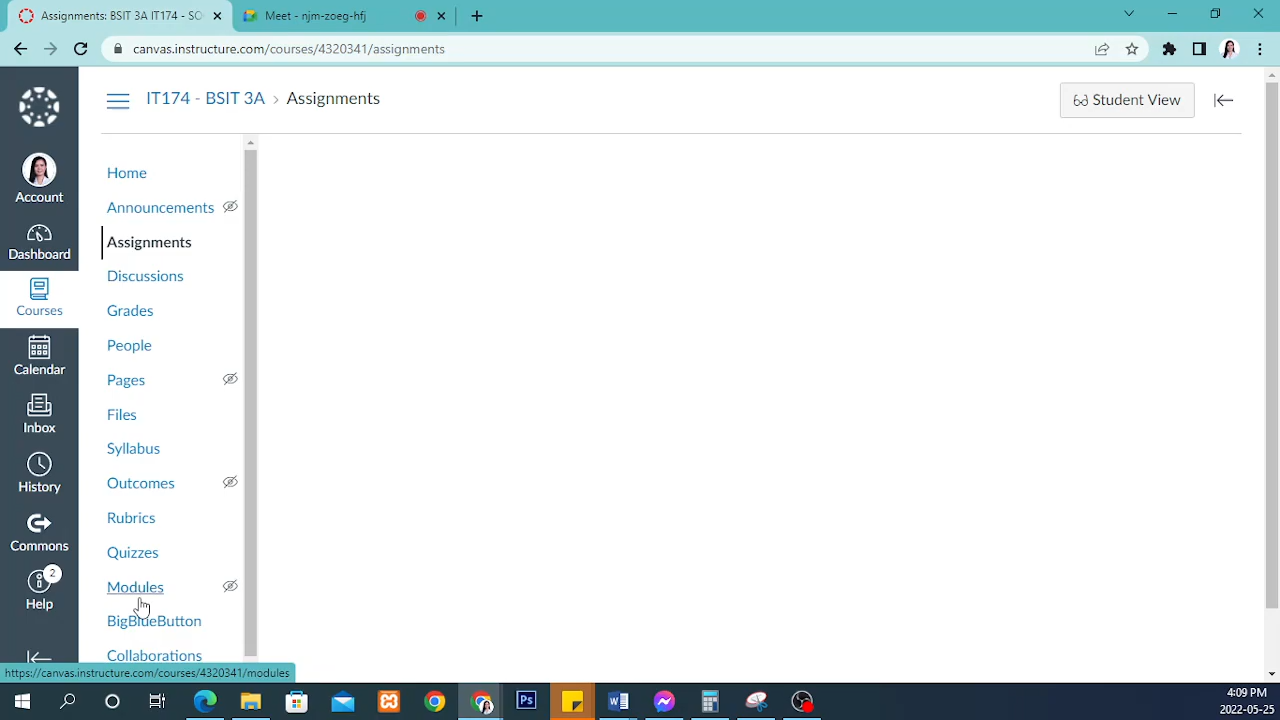 Assignments: BSIT 3A IT174 - SO
Meet - njm-zoeg-hfj
canvas.instructure.com/courses/4320341/assignments
IT174 - BSIT 3A › Assignments
Student View
Account
Dashboard
Courses
Calendar
Inbox
History
Commons
2
Help
Home
Announcements
Assignments
Discussions
Grades
People
Pages
Files
Syllabus
Outcomes
Rubrics
Quizzes
Modules
BigBlueButton
Collaborations
https://canvas.instructure.com/courses/4320341/modules
Ps
4:09 PM
2022-05-25